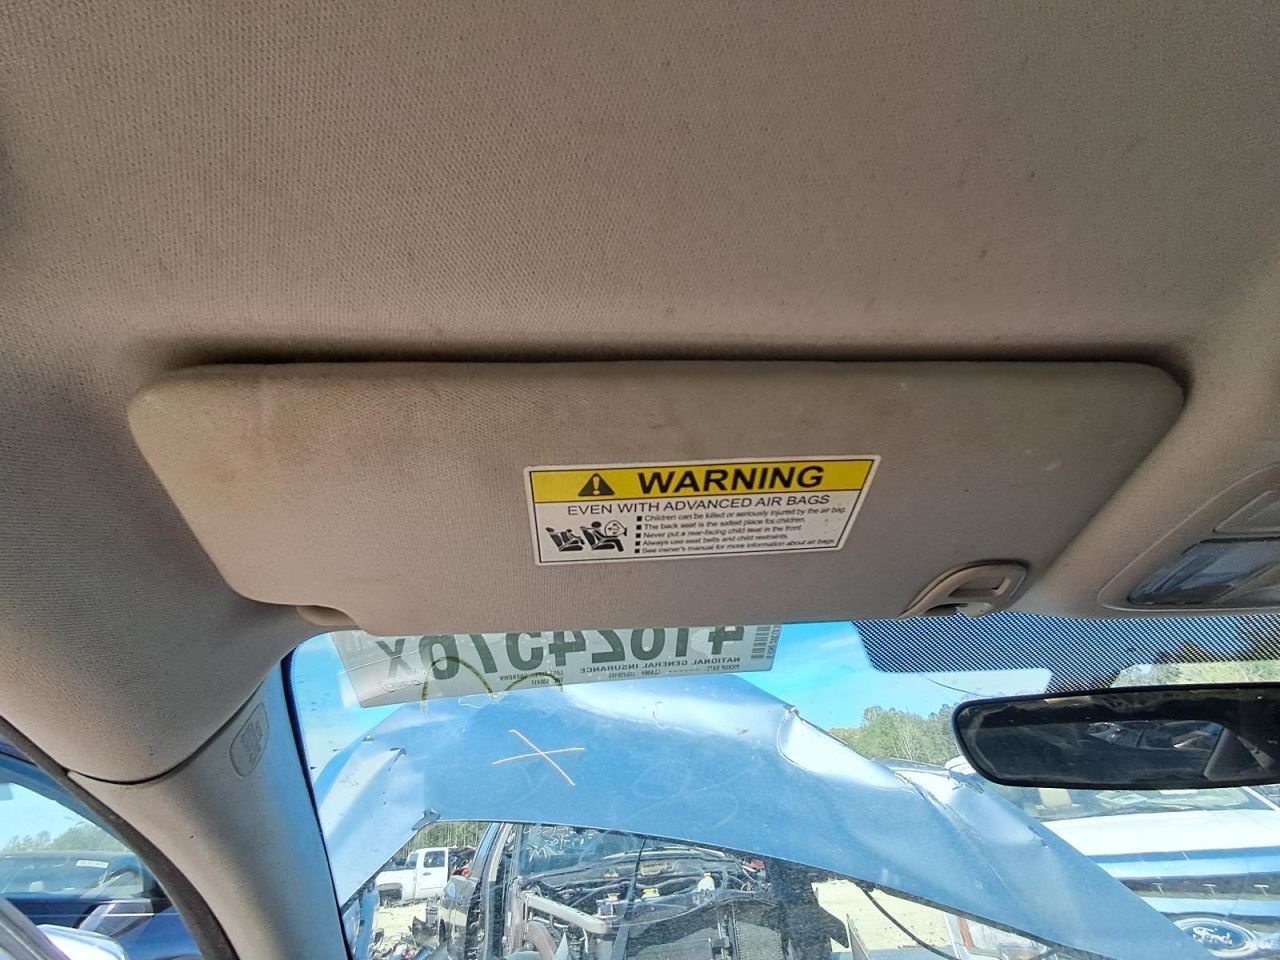 WARNING
EVEN WITH ADVANCED AIR BAGS
Children can be killed or seriously injured by the air bag.
The back seat is the safest place for children.
Never put a rear-facing child seat in the front.
Always use seat belts and child restraints.
See owner's manual for more information about air bags.
41624576X
NATIONAL GENERAL INSURANCE
Ford